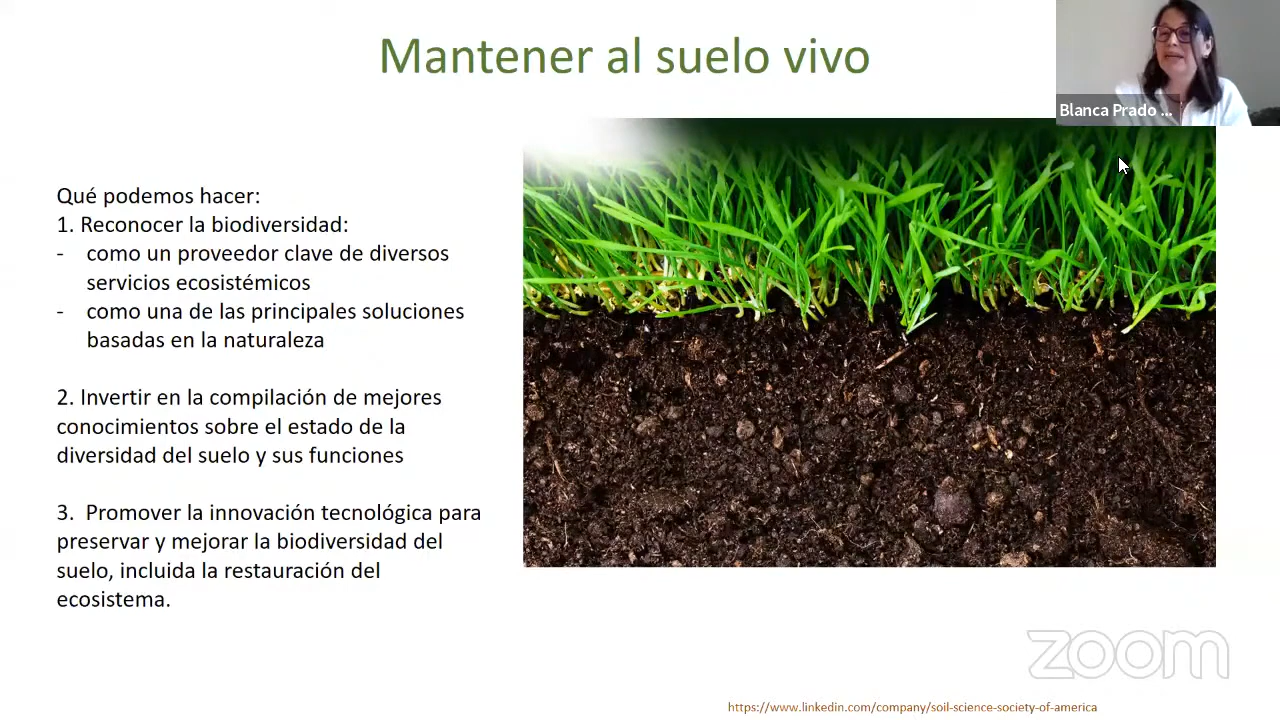 Mantener al suelo vivo
Blanca Prado ...
Qué podemos hacer:
1. Reconocer la biodiversidad:
- como un proveedor clave de diversos
servicios ecosistémicos
- como una de las principales soluciones
basadas en la naturaleza
2. Invertir en la compilación de mejores
conocimientos sobre el estado de la
diversidad del suelo y sus funciones
3. Promover la innovación tecnológica para
preservar y mejorar la biodiversidad del
suelo, incluida la restauración del
ecosistema.
zoom
https://www.linkedin.com/company/soil-science-society-of-america